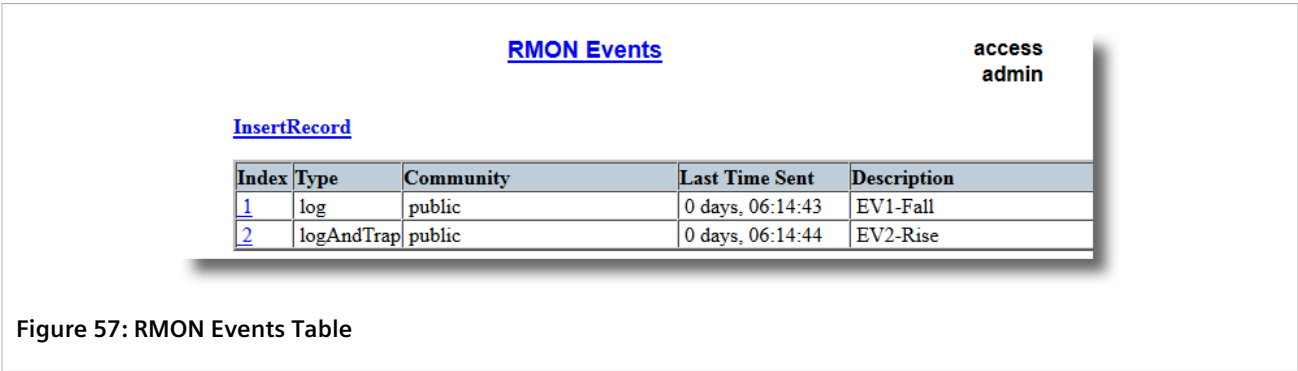 RMON Events access
admin
InsertRecord
Index Type Community Last Time Sent Description
1 log public 0 days, 06:14:43 EV1-Fall
2 logAndTrap public 0 days, 06:14:44 EV2-Rise
Figure 57: RMON Events Table